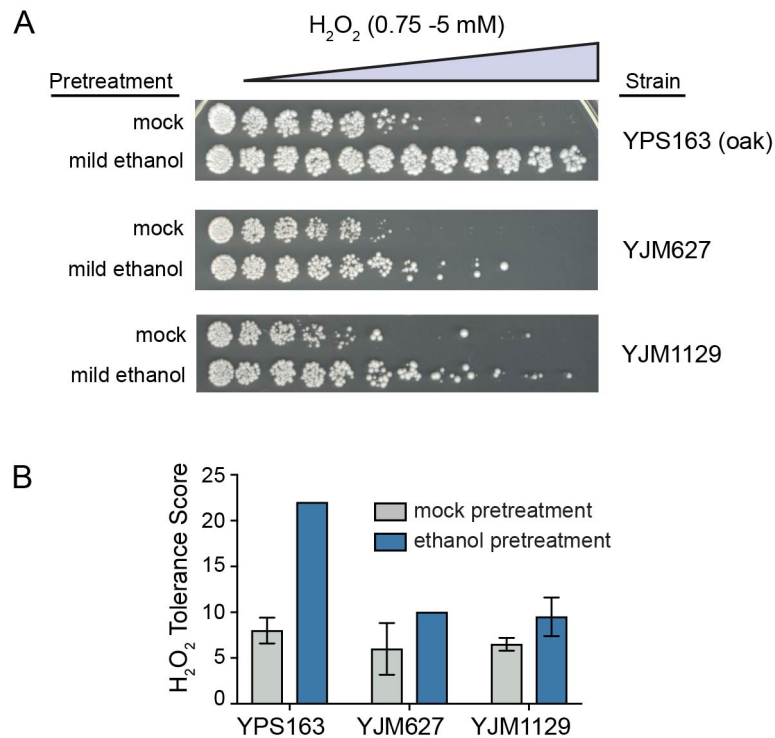 A
H2O2 (0.75 -5 mM)
Pretreatment
Strain
mock
mild ethanol
YPS163 (oak)
mock
mild ethanol
YJM627
mock
mild ethanol
YJM1129
B
H2O2 Tolerance Score
25
20
15
10
5
0
mock pretreatment
ethanol pretreatment
YPS163 YJM627 YJM1129